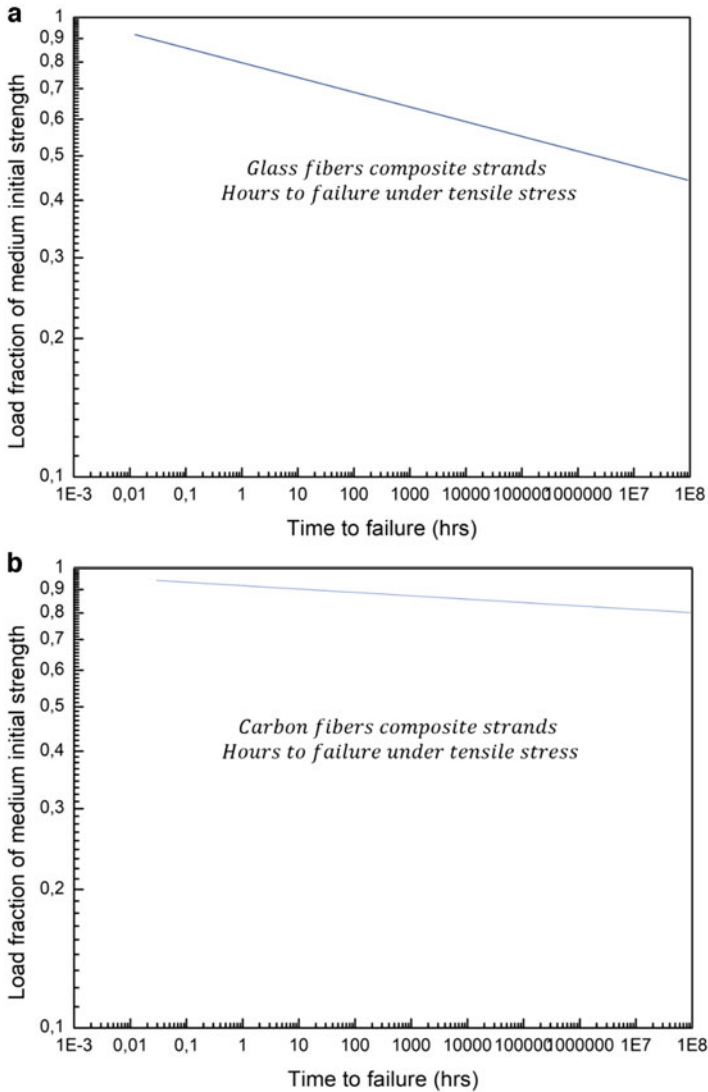 a
Load fraction of medium initial strength
1
0,9
0,8
0,7
0,6
0,5
0,4
0,3
0,2
0,1
Glass fibers composite strands
Hours to failure under tensile stress
1E-3 0,01 0,1 1 10 100 1000 10000 100000 1000000 1E7 1E8
Time to failure (hrs)
b
Load fraction of medium initial strength
1
0,9
0,8
0,7
0,6
0,5
0,4
0,3
0,2
0,1
Carbon fibers composite strands
Hours to failure under tensile stress
1E-3 0,01 0,1 1 10 100 1000 10000 100000 1000000 1E7 1E8
Time to failure (hrs)